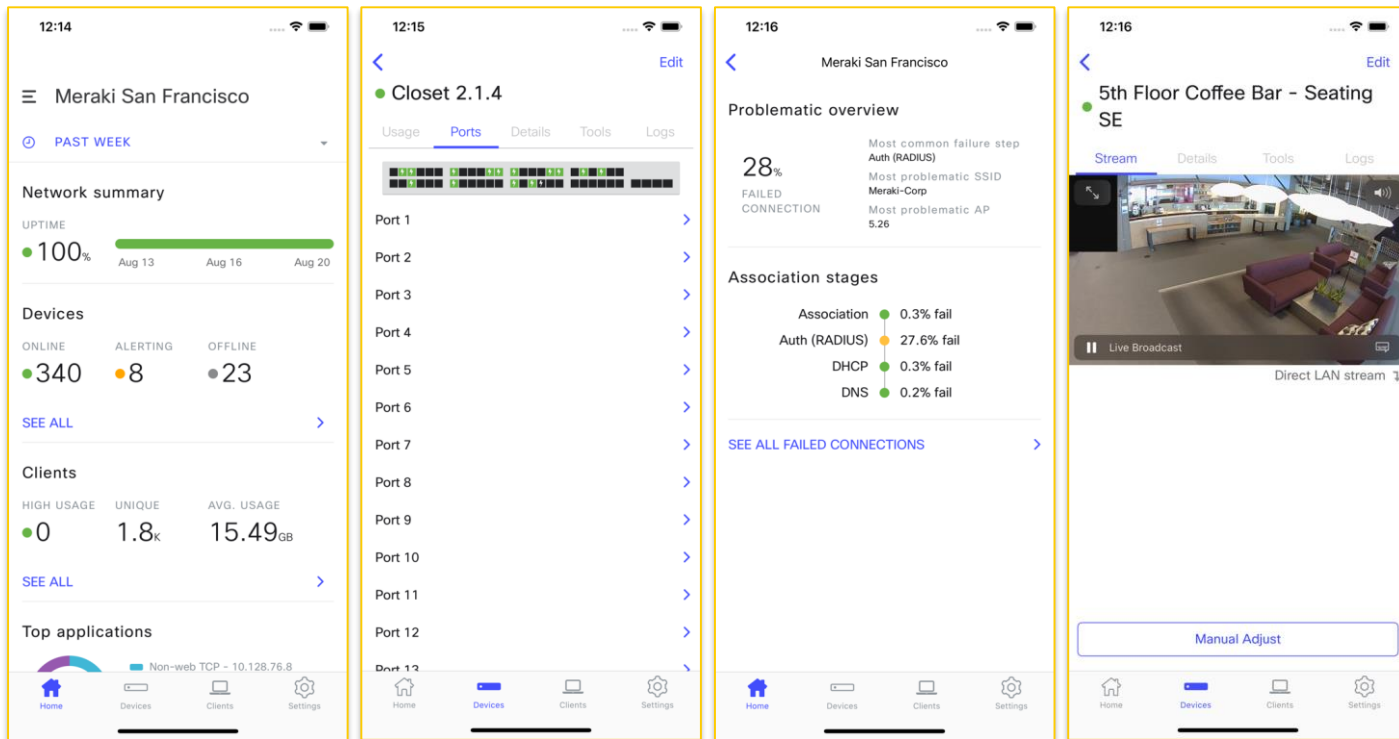 12:14
Meraki San Francisco
PAST WEEK
Network summary
UPTIME
100%
Aug 13 Aug 16 Aug 20
Devices
ONLINE ALERTING OFFLINE
340 8 23
SEE ALL
Clients
HIGH USAGE UNIQUE AVG. USAGE
0 1.8K 15.49GB
SEE ALL
Top applications
Non-web TCP - 10.128.76.8
Home Devices Clients Settings
12:15
Edit
Closet 2.1.4
Usage Ports Details Tools Logs
Port 1
Port 2
Port 3
Port 4
Port 5
Port 6
Port 7
Port 8
Port 9
Port 10
Port 11
Port 12
Port 13
Home Devices Clients Settings
12:16
Meraki San Francisco
Problematic overview
28%
FAILED
CONNECTION
Most common failure step
Auth (RADIUS)
Most problematic SSID
Meraki-Corp
Most problematic AP
5.26
Association stages
Association 0.3% fail
Auth (RADIUS) 27.6% fail
DHCP 0.3% fail
DNS 0.2% fail
SEE ALL FAILED CONNECTIONS
Home Devices Clients Settings
12:16
Edit
5th Floor Coffee Bar - Seating
SE
Stream Details Tools Logs
Live Broadcast
Direct LAN stream
Manual Adjust
Home Devices Clients Settings